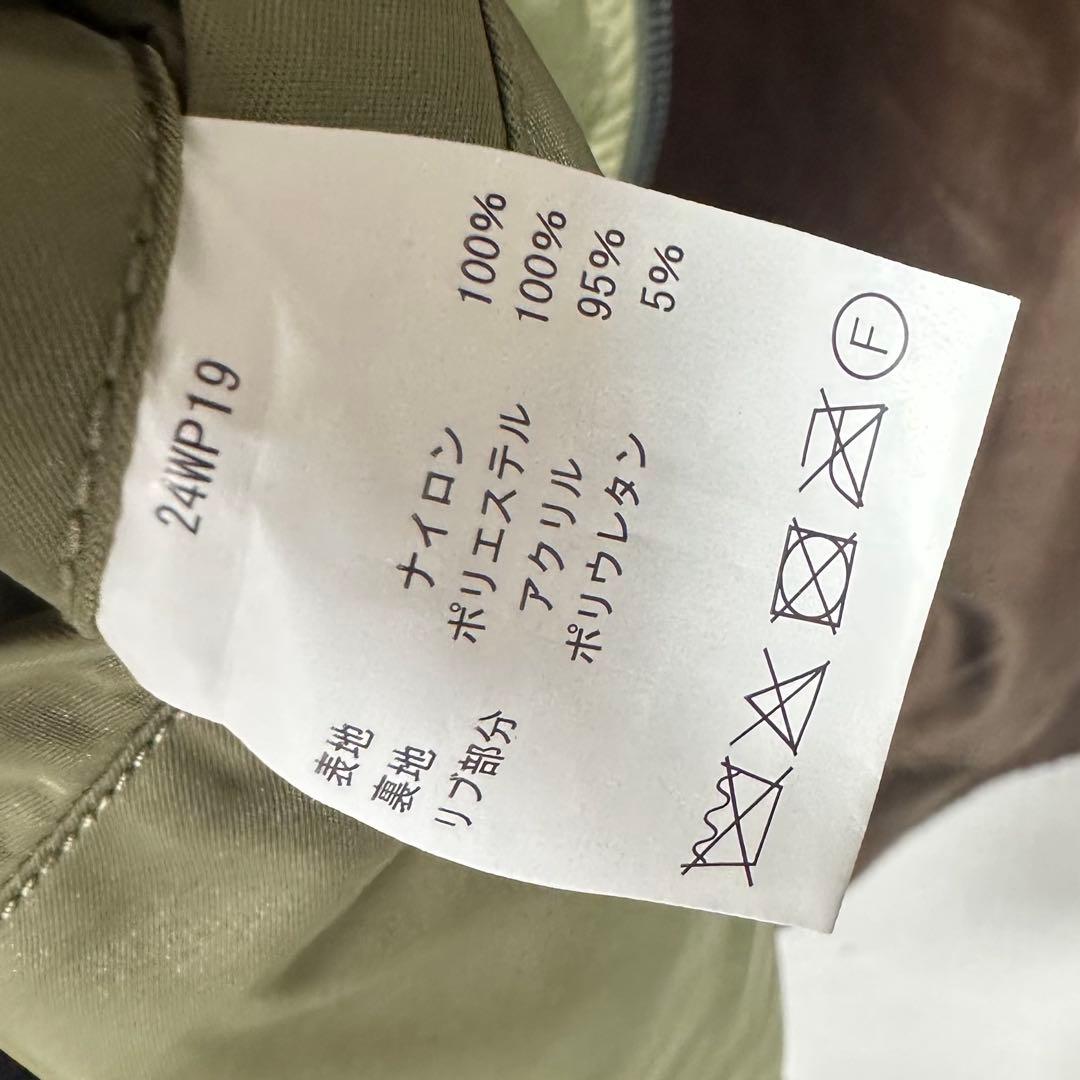 24WP19
表地 ナイロン 100%
裏地 ポリエステル 100%
リブ部分 アクリル 95%
ポリウレタン 5%
F